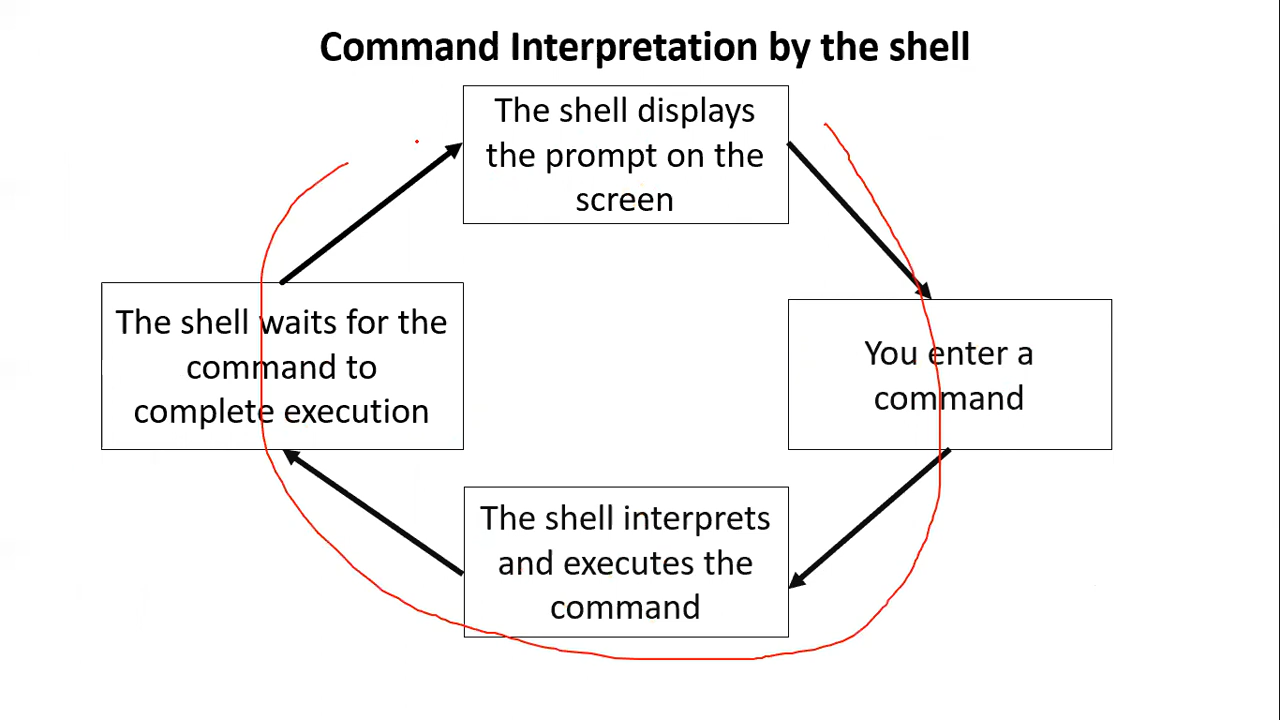 Command Interpretation by the shell
The shell displays
the prompt on the
screen
You enter a
command
The shell interprets
and executes the
command
The shell waits for the
command to
complete execution